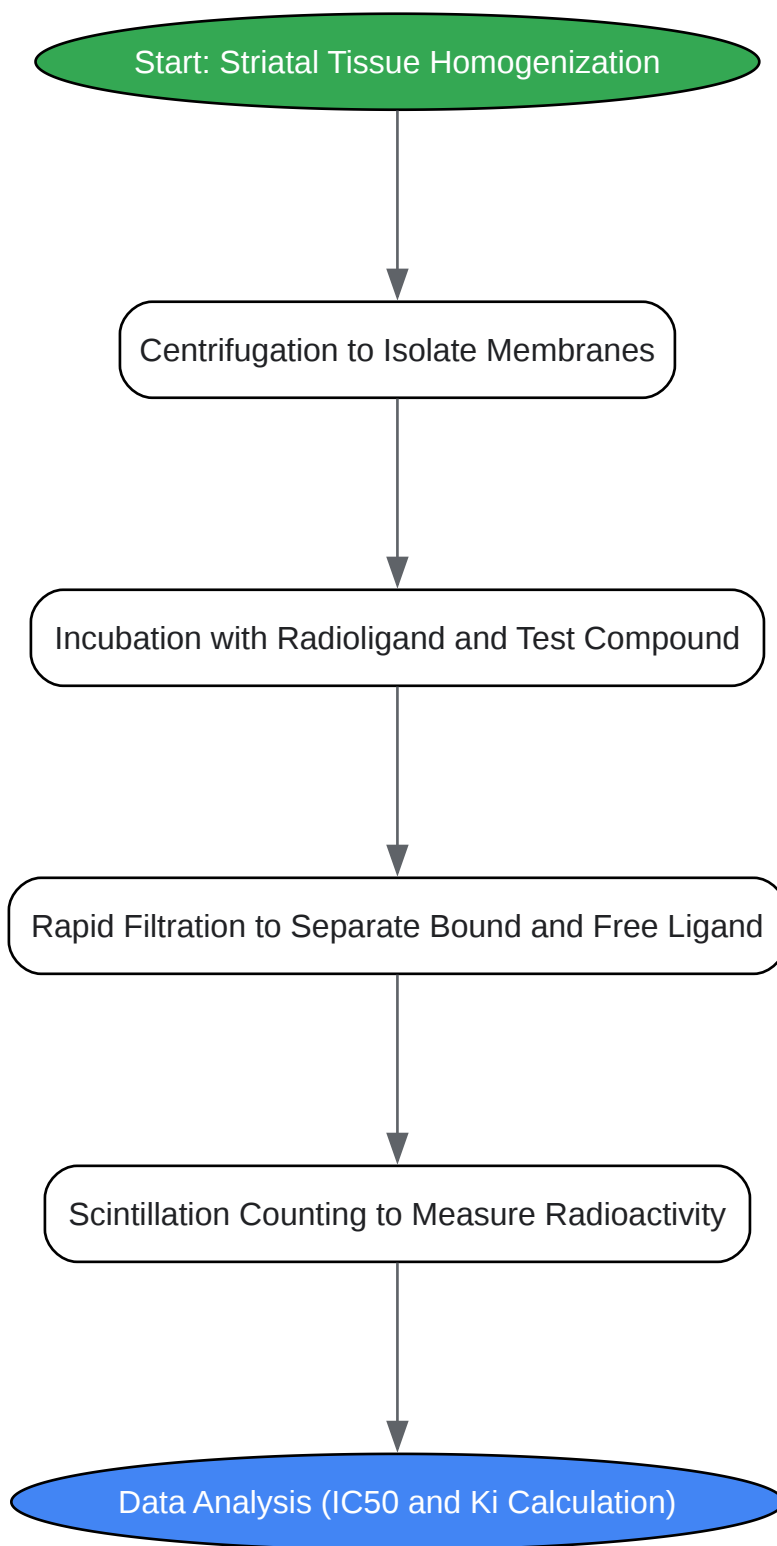 Start: Striatal Tissue Homogenization
Centrifugation to Isolate Membranes
Incubation with Radioligand and Test Compound
Rapid Filtration to Separate Bound and Free Ligand
Scintillation Counting to Measure Radioactivity
Data Analysis (IC50 and Ki Calculation)